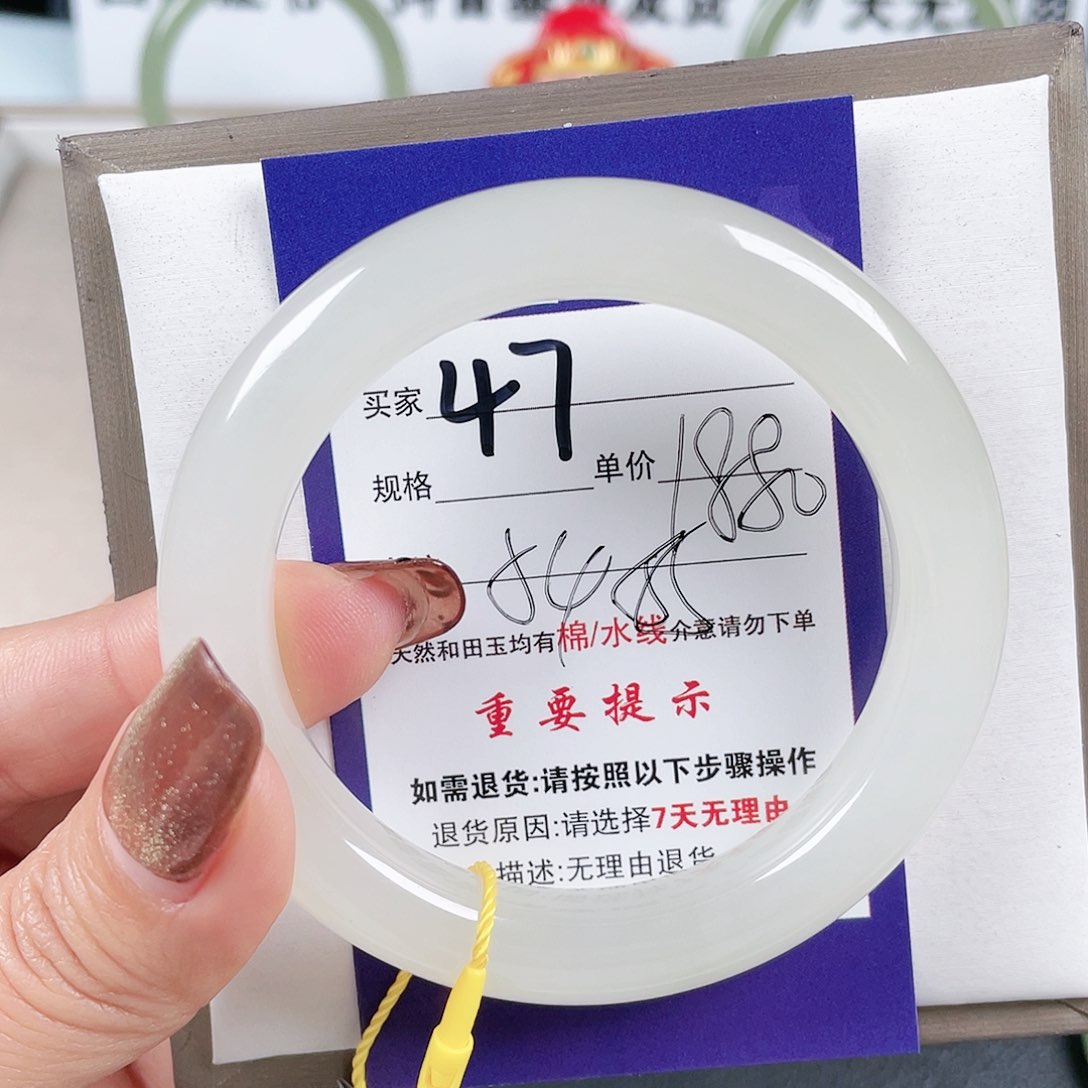 7天无
买家 47
规格 单价 1880
天然和田玉均有棉/水线介意请勿下单
重要提示
如需退货:请按照以下步骤操作
退货原因:请选择7天无理由
描述:无理由退货